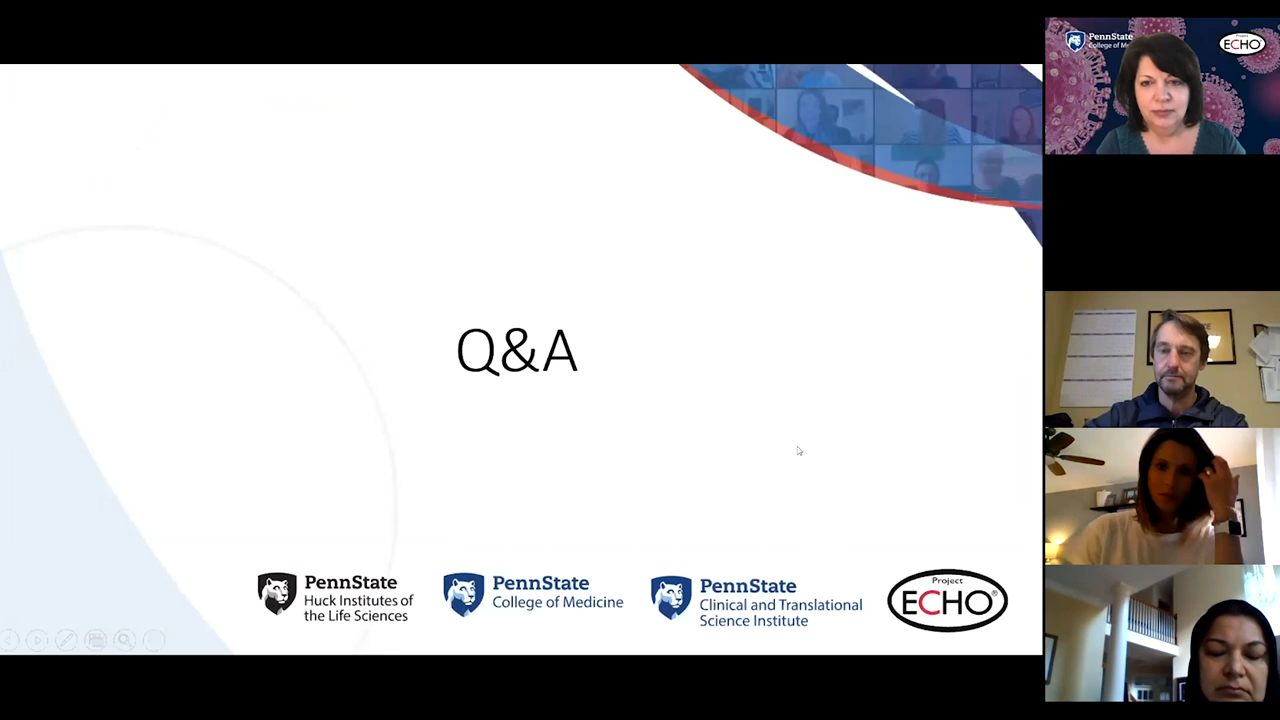 Q&A
PennState
Huck Institutes of
the Life Sciences
PennState
College of Medicine
PennState
Clinical and Translational
Science Institute
Project
ECHO®
PennState
College of
Project
ECHO